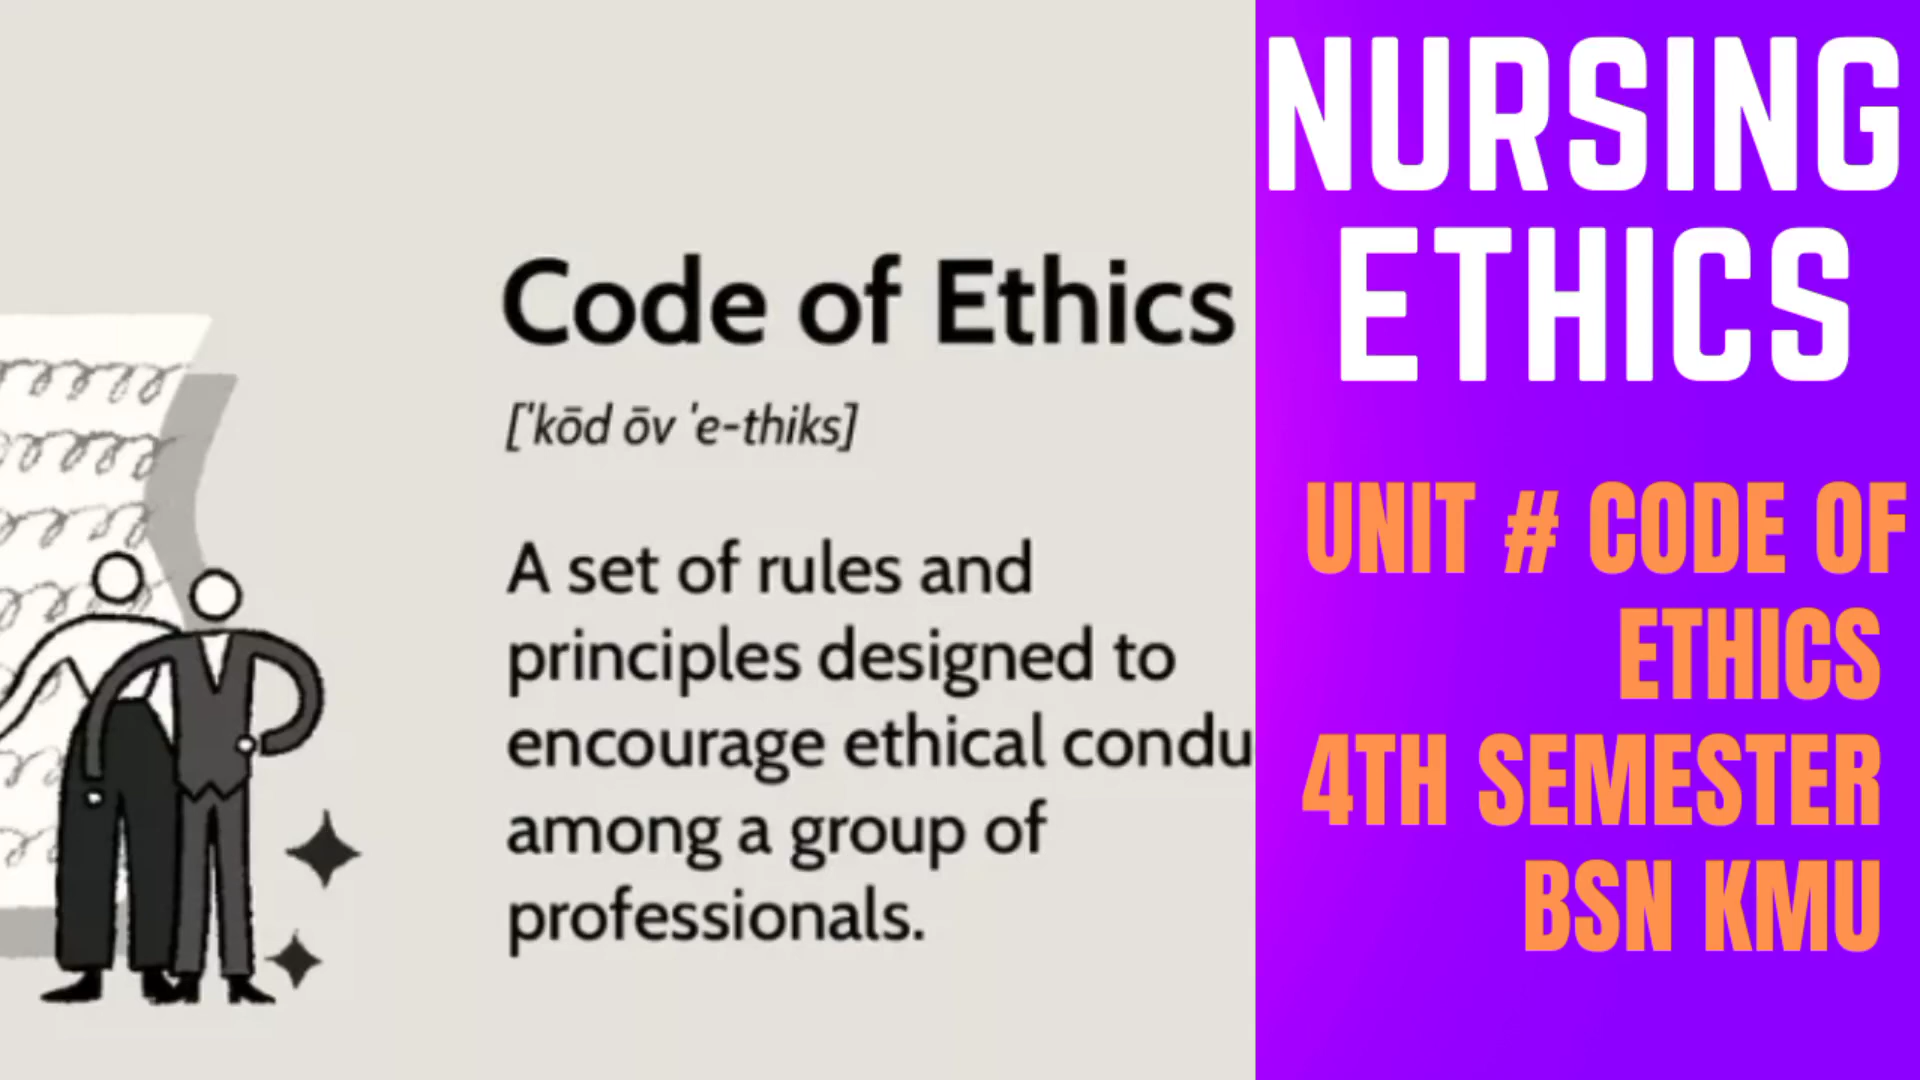 Code of Ethics
['kōd ōv 'e-thiks]
A set of rules and
principles designed to
encourage ethical condu
among a group of
professionals.
NURSING
ETHICS
UNIT # CODE OF
ETHICS
4TH SEMESTER
BSN KMU